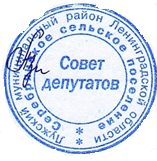 Лужский муниципальный район Ленинградской области
Серебрянское сельское поселение
Совет
депутатов